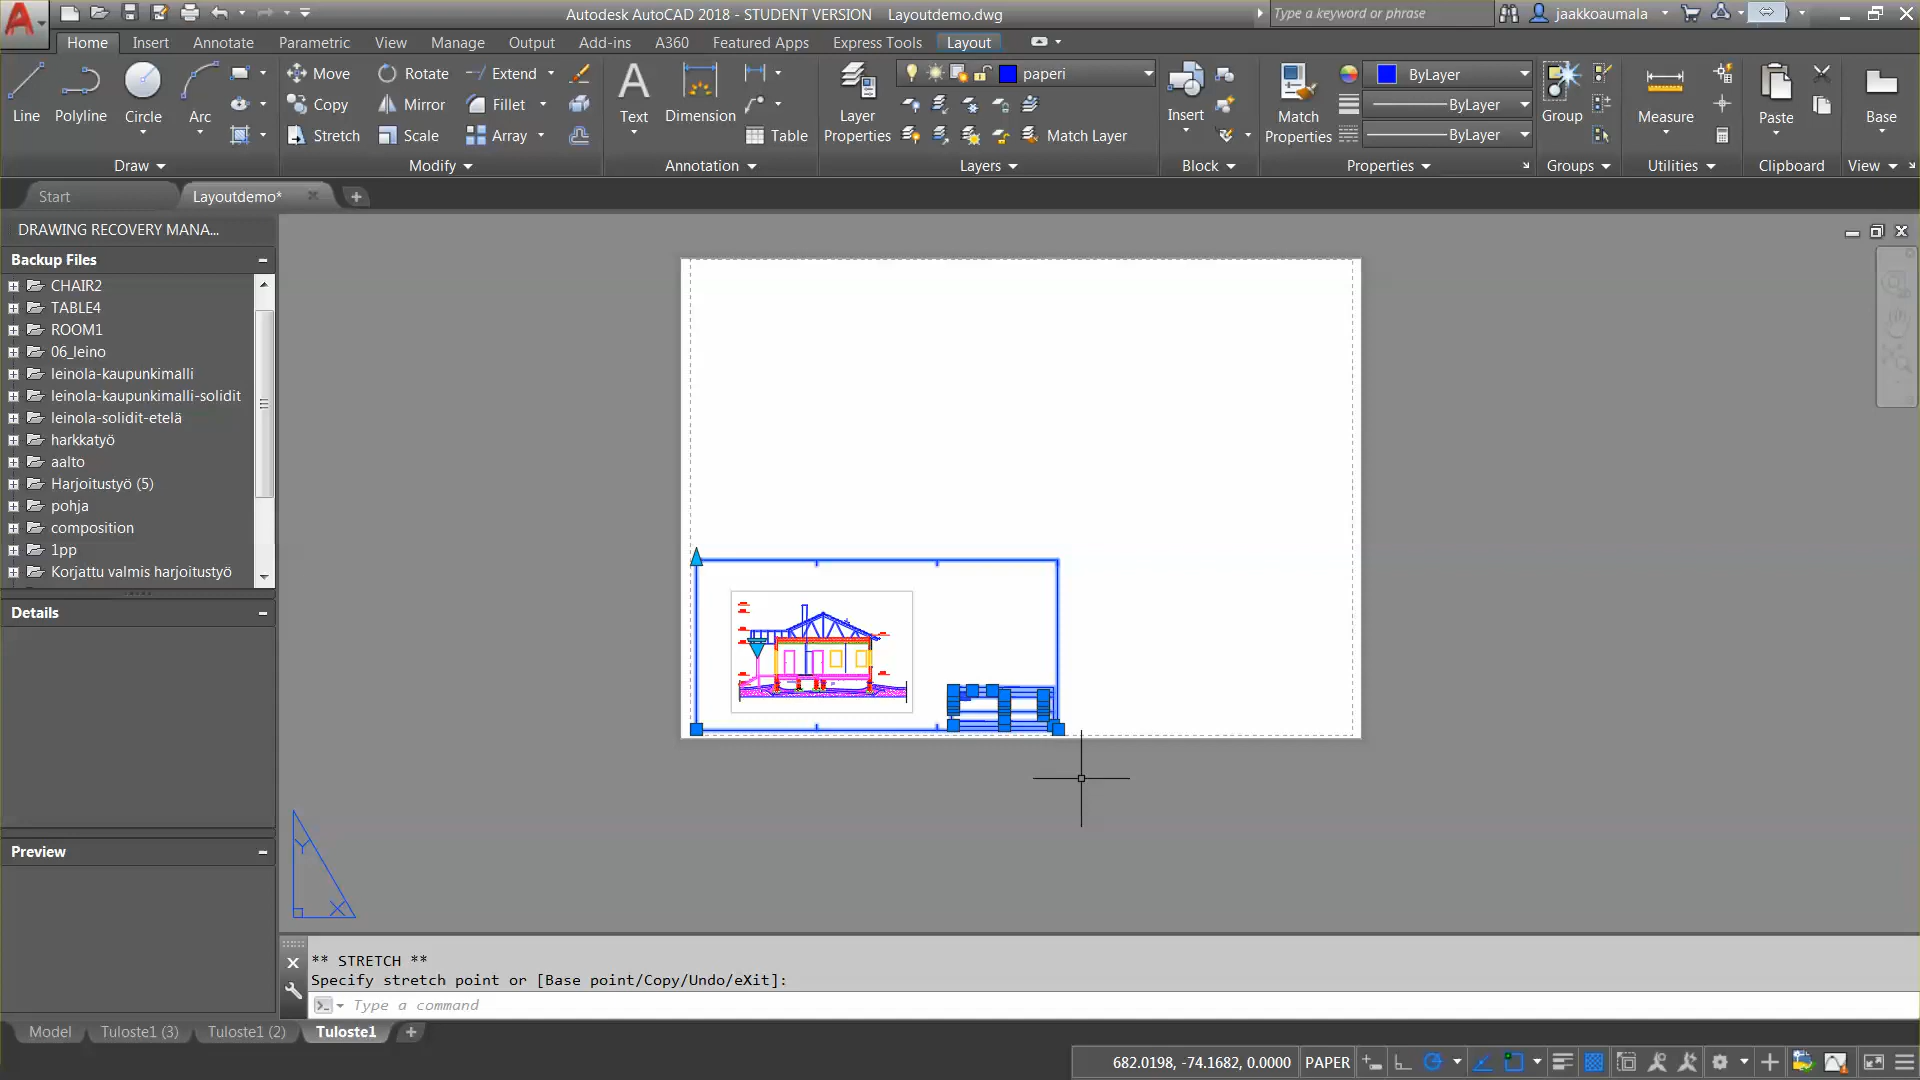 Autodesk AutoCAD 2018 - STUDENT VERSION Layoutdemo.dwg
Type a keyword or phrase
jaakkoaumala
Home Insert Annotate Parametric View Manage Output Add-ins A360 Featured Apps Express Tools Layout
Line Polyline Circle Arc
Move Rotate Extend
Copy Mirror Fillet
Stretch Scale Array
Text Dimension Table
Layer Properties
paperi
Match Layer
Insert
Match Properties
ByLayer
ByLayer
ByLayer
Group Measure Paste Base
Draw Modify Annotation Layers Block Properties Groups Utilities Clipboard View
Start Layoutdemo*
DRAWING RECOVERY MANA...
Backup Files
CHAIR2
TABLE4
ROOM1
06_leino
leinola-kaupunkimalli
leinola-kaupunkimalli-solidit
leinola-solidit-etelä
harkkatyö
aalto
Harjoitustyö (5)
pohja
composition
1pp
Korjattu valmis harjoitustyö
Details
Preview
Y
X
** STRETCH **
Specify stretch point or [Base point/Copy/Undo/eXit]:
Type a command
Model Tuloste1 (3) Tuloste1 (2) Tuloste1
682.0198, -74.1682, 0.0000 PAPER